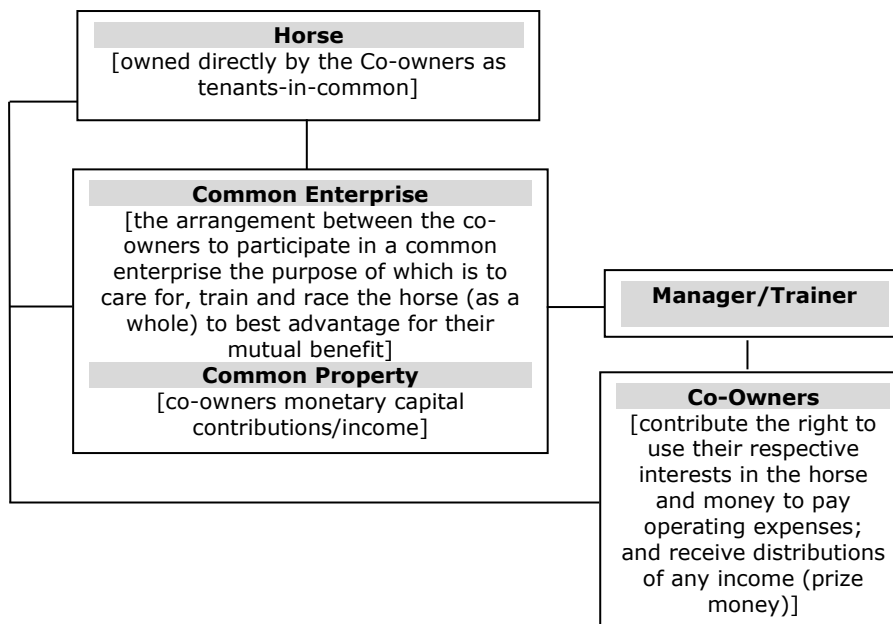 Horse
[owned directly by the Co-owners as
tenants-in-common]
Common Enterprise
[the arrangement between the co-
owners to participate in a common
enterprise the purpose of which is to
care for, train and race the horse (as a
whole) to best advantage for their
mutual benefit]
Common Property
[co-owners monetary capital
contributions/income]
Manager/Trainer
Co-Owners
[contribute the right to
use their respective
interests in the horse
and money to pay
operating expenses;
and receive distributions
of any income (prize
money)]